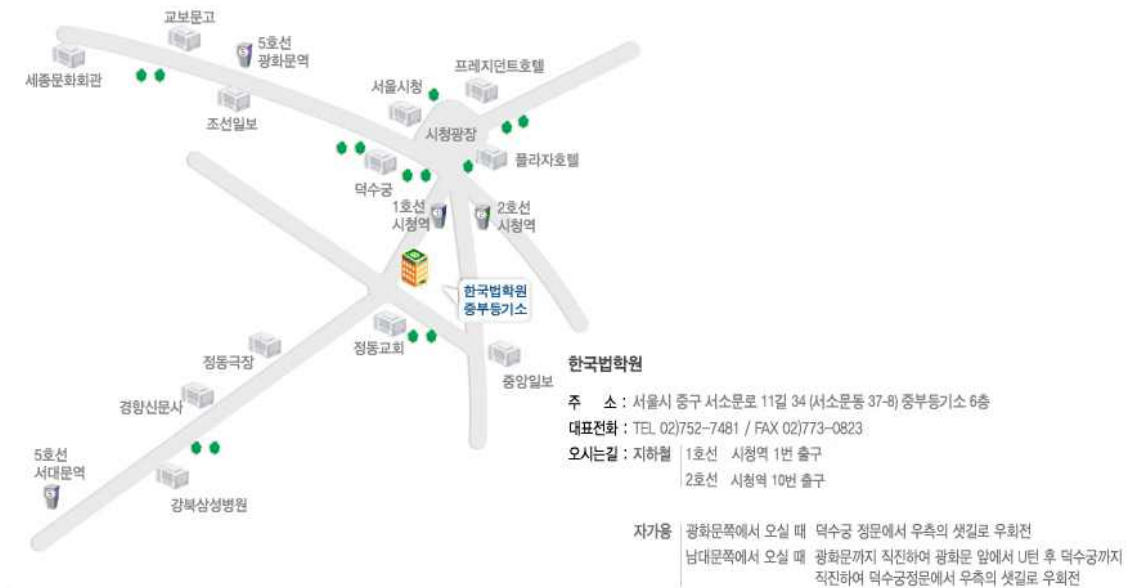 교보문고
5호선
광화문역
세종문화회관
프레지던트호텔
서울시청
조선일보
시청광장
플라자호텔
덕수궁
1호선
시청역
2호선
시청역
한국법학원
중부등기소
정동교회
정동극장
중앙일보
경향신문사
5호선
서대문역
강북삼성병원
한국법학원
주 소 : 서울시 중구 서소문로 11길 34 (서소문동 37-8) 중부등기소 6층
대표전화 : TEL 02)752-7481 / FAX 02)773-0823
오시는길 : 지하철 1호선 시청역 1번 출구
2호선 시청역 10번 출구
자가용 광화문쪽에서 오실 때 덕수궁 정문에서 우측의 샛길로 우회전
남대문쪽에서 오실 때 광화문까지 직진하여 광화문 앞에서 U턴 후 덕수궁까지
직진하여 덕수궁정문에서 우측의 샛길로 우회전